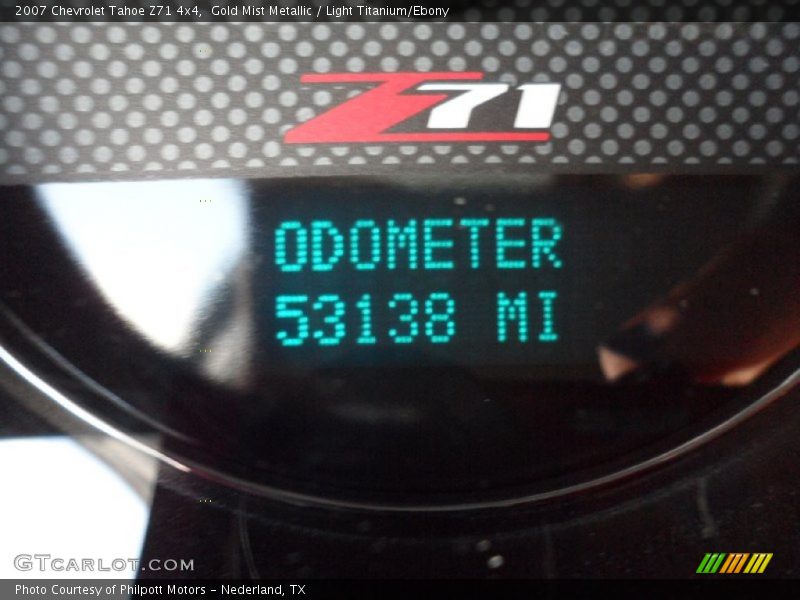 2007 Chevrolet Tahoe Z71 4x4,  Gold Mist Metallic / Light Titanium/Ebony
Z71
ODOMETER
53138 MI
GTcarlot.com
Photo Courtesy of Philpott Motors - Nederland, TX